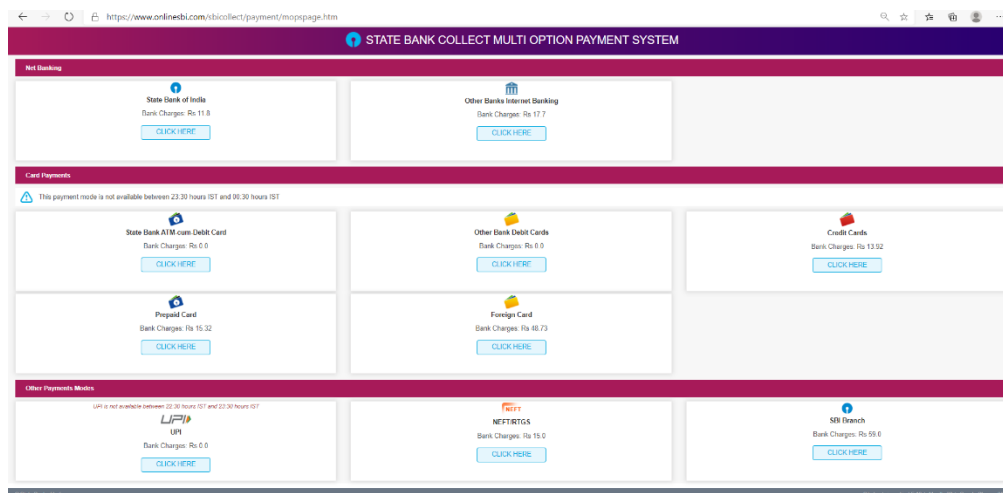 https://www.onlinesbi.com/sbicollect/payment/mopspage.htm
STATE BANK COLLECT MULTI OPTION PAYMENT SYSTEM
Net Banking
State Bank of India
Bank Charges: Rs 11.8
CLICK HERE
Other Banks Internet Banking
Bank Charges: Rs 17.7
CLICK HERE
Card Payments
This payment mode is not available between 23:30 hours IST and 00:30 hours IST
State Bank ATM-cum-Debit Card
Bank Charges: Rs 0.0
CLICK HERE
Other Bank Debit Cards
Bank Charges: Rs 0.0
CLICK HERE
Credit Cards
Bank Charges: Rs 13.92
CLICK HERE
Prepaid Card
Bank Charges: Rs 15.32
CLICK HERE
Foreign Card
Bank Charges: Rs 48.73
CLICK HERE
Other Payments Modes
UPI is not available between 22:30 hours IST and 23:30 hours IST
UPI
UPI
Bank Charges: Rs 0.0
CLICK HERE
NEFT
NEFT/RTGS
Bank Charges: Rs 15.0
CLICK HERE
SBI Branch
Bank Charges: Rs 59.0
CLICK HERE